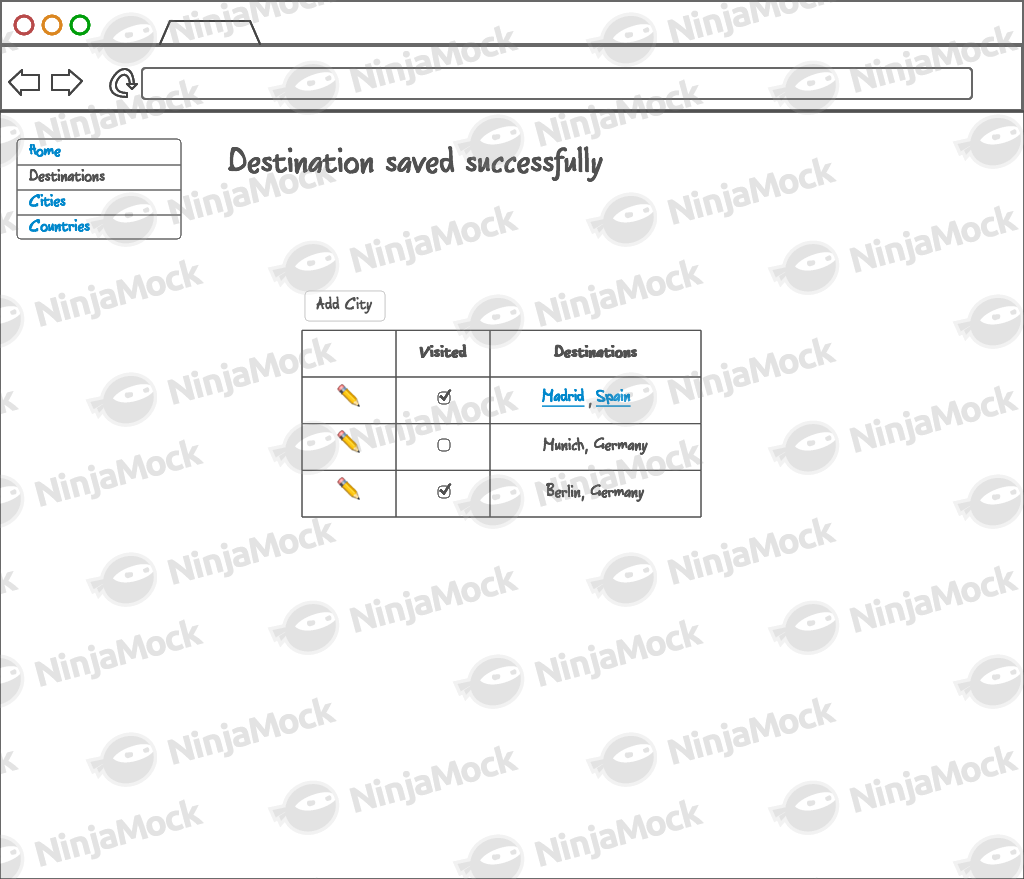 Home
Destinations
Cities
Countries
Destination saved successfully
Add City
Visited Destinations
Madrid , Spain
Munich, Germany
Berlin, Germany
NinjaMock